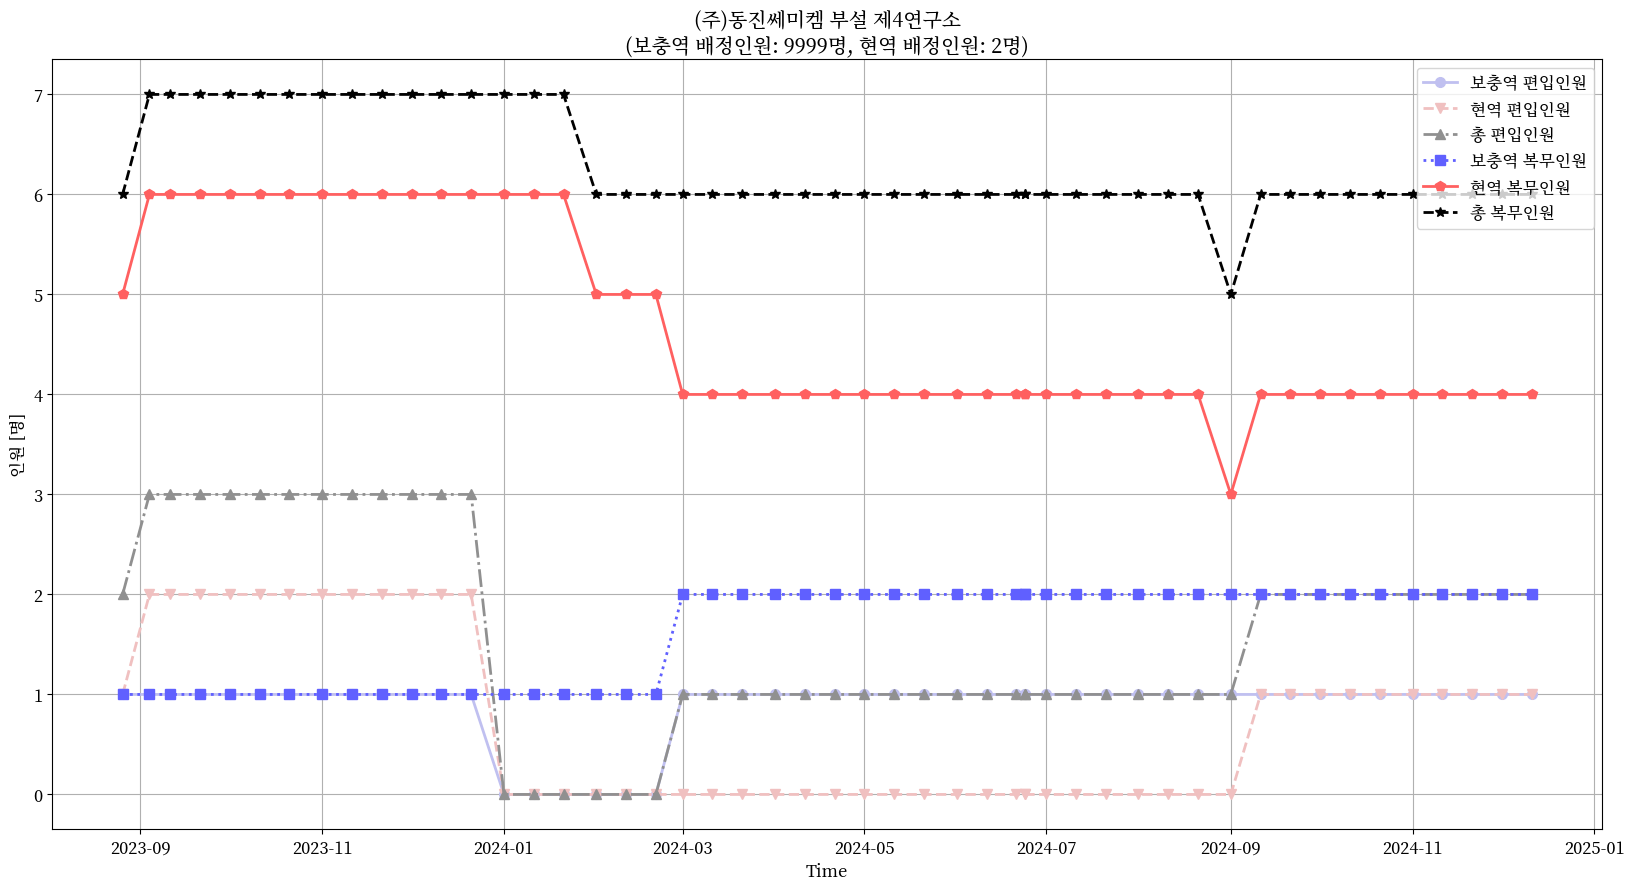 (주)동진쎄미켐 부설 제4연구소
(보충역 배정인원: 9999명, 현역 배정인원: 2명)
보충역 편입인원
현역 편입인원
총 편입인원
보충역 복무인원
현역 복무인원
총 복무인원
인원 [명]
7
6
5
4
3
2
1
0
2023-09
2023-11
2024-01
2024-03
2024-05
2024-07
2024-09
2024-11
2025-01
Time